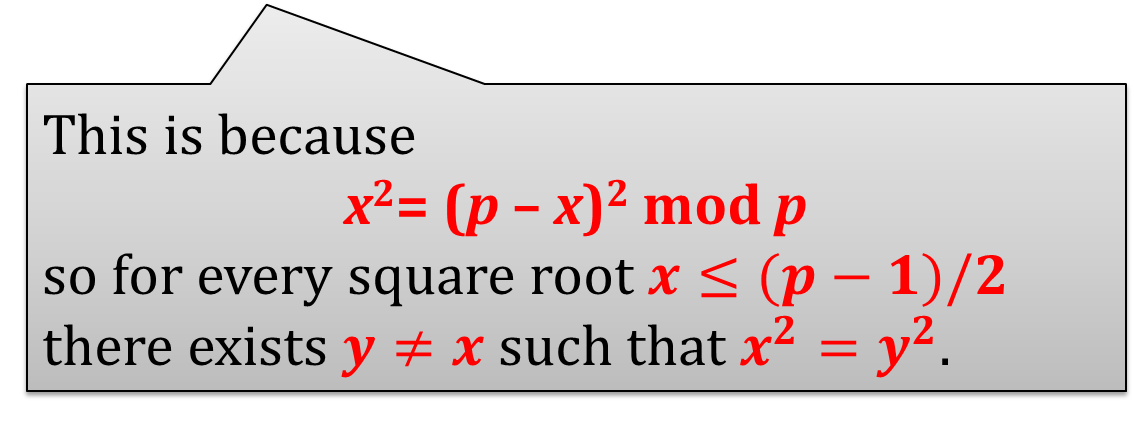 This is because
x²= (p – x)² mod p
so for every square root x ≤ (p − 1)/2
there exists y ≠ x such that x² = y².